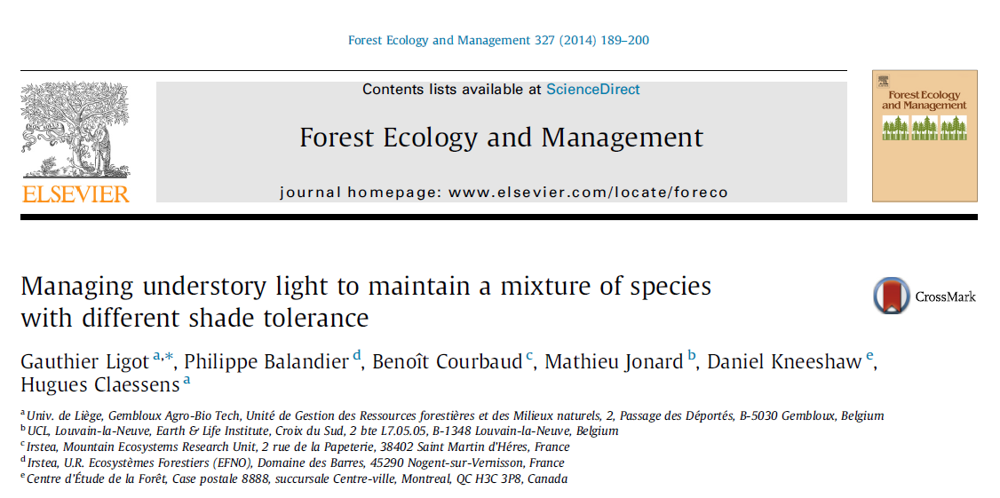 Forest Ecology and Management 327 (2014) 189–200
Contents lists available at ScienceDirect
Forest Ecology and Management
journal homepage: www.elsevier.com/locate/foreco
ELSEVIER
Forest Ecology
and Management
Managing understory light to maintain a mixture of species
with different shade tolerance
CrossMark
Gauthier Ligot a,*, Philippe Balandier d, Benoît Courbaud c, Mathieu Jonard b, Daniel Kneeshaw e,
Hugues Claessens a
a Univ. de Liège, Gembloux Agro-Bio Tech, Unité de Gestion des Ressources forestières et des Milieux naturels, 2, Passage des Déportés, B-5030 Gembloux, Belgium
b UCL, Louvain-la-Neuve, Earth & Life Institute, Croix du Sud, 2 bte L7.05.05, B-1348 Louvain-la-Neuve, Belgium
c Irstea, Mountain Ecosystems Research Unit, 2 rue de la Papeterie, 38402 Saint Martin d'Héres, France
d Irstea, U.R. Ecosystèmes Forestiers (EFNO), Domaine des Barres, 45290 Nogent-sur-Vernisson, France
e Centre d'Étude de la Forêt, Case postale 8888, succursale Centre-ville, Montreal, QC H3C 3P8, Canada